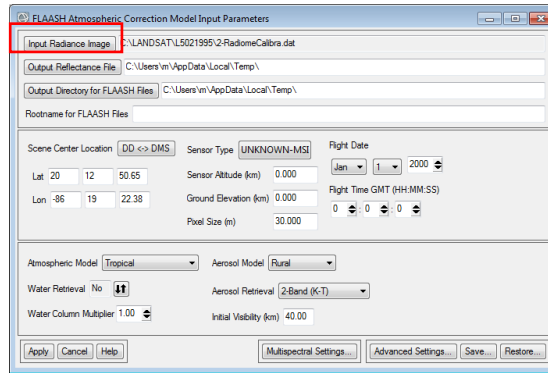 FLAASH Atmospheric Correction Model Input Parameters
Input Radiance Image C:\LANDSAT\L5021995\2-RadiomeCalibra.dat
Output Reflectance File C:\Users\m\AppData\Local\Temp\
Output Directory for FLAASH Files C:\Users\m\AppData\Local\Temp\
Rootname for FLAASH Files
Scene Center Location DD <-> DMS Sensor Type UNKNOWN-MSI Flight Date
Jan 1 2000
Lat 20 12 50.65 Sensor Altitude (km) 0.000
Flight Time GMT (HH:MM:SS)
Lon -86 19 22.38 Ground Elevation (km) 0.000
0 : 0 : 0
Pixel Size (m) 30.000
Atmospheric Model Tropical Aerosol Model Rural
Water Retrieval No Aerosol Retrieval 2-Band (K-T)
Water Column Multiplier 1.00 Initial Visibility (km) 40.00
Apply Cancel Help Multispectral Settings... Advanced Settings... Save... Restore...